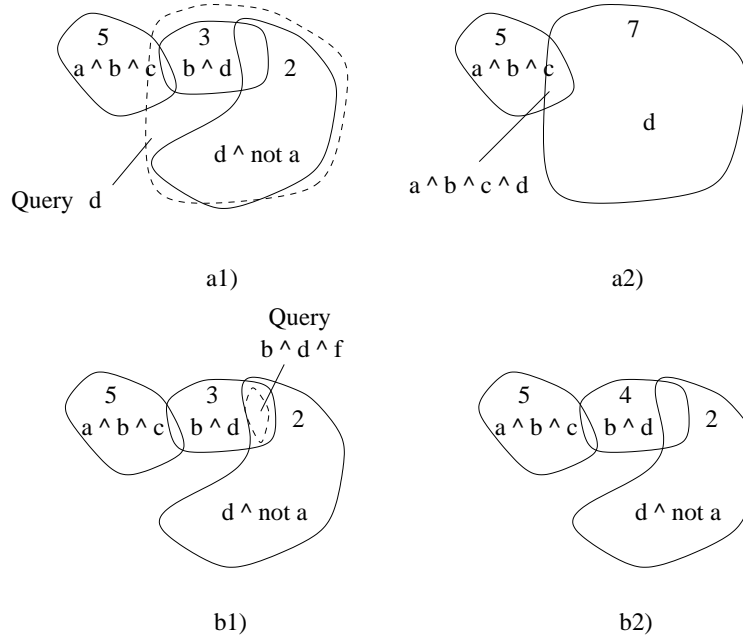 5
a ^ b ^ c
3
b ^ d
2
d ^ not a
Query d
a1)
5
a ^ b ^ c
7
d
a ^ b ^ c ^ d
a2)
Query
b ^ d ^ f
5
a ^ b ^ c
3
b ^ d
2
d ^ not a
b1)
5
a ^ b ^ c
4
b ^ d
2
d ^ not a
b2)